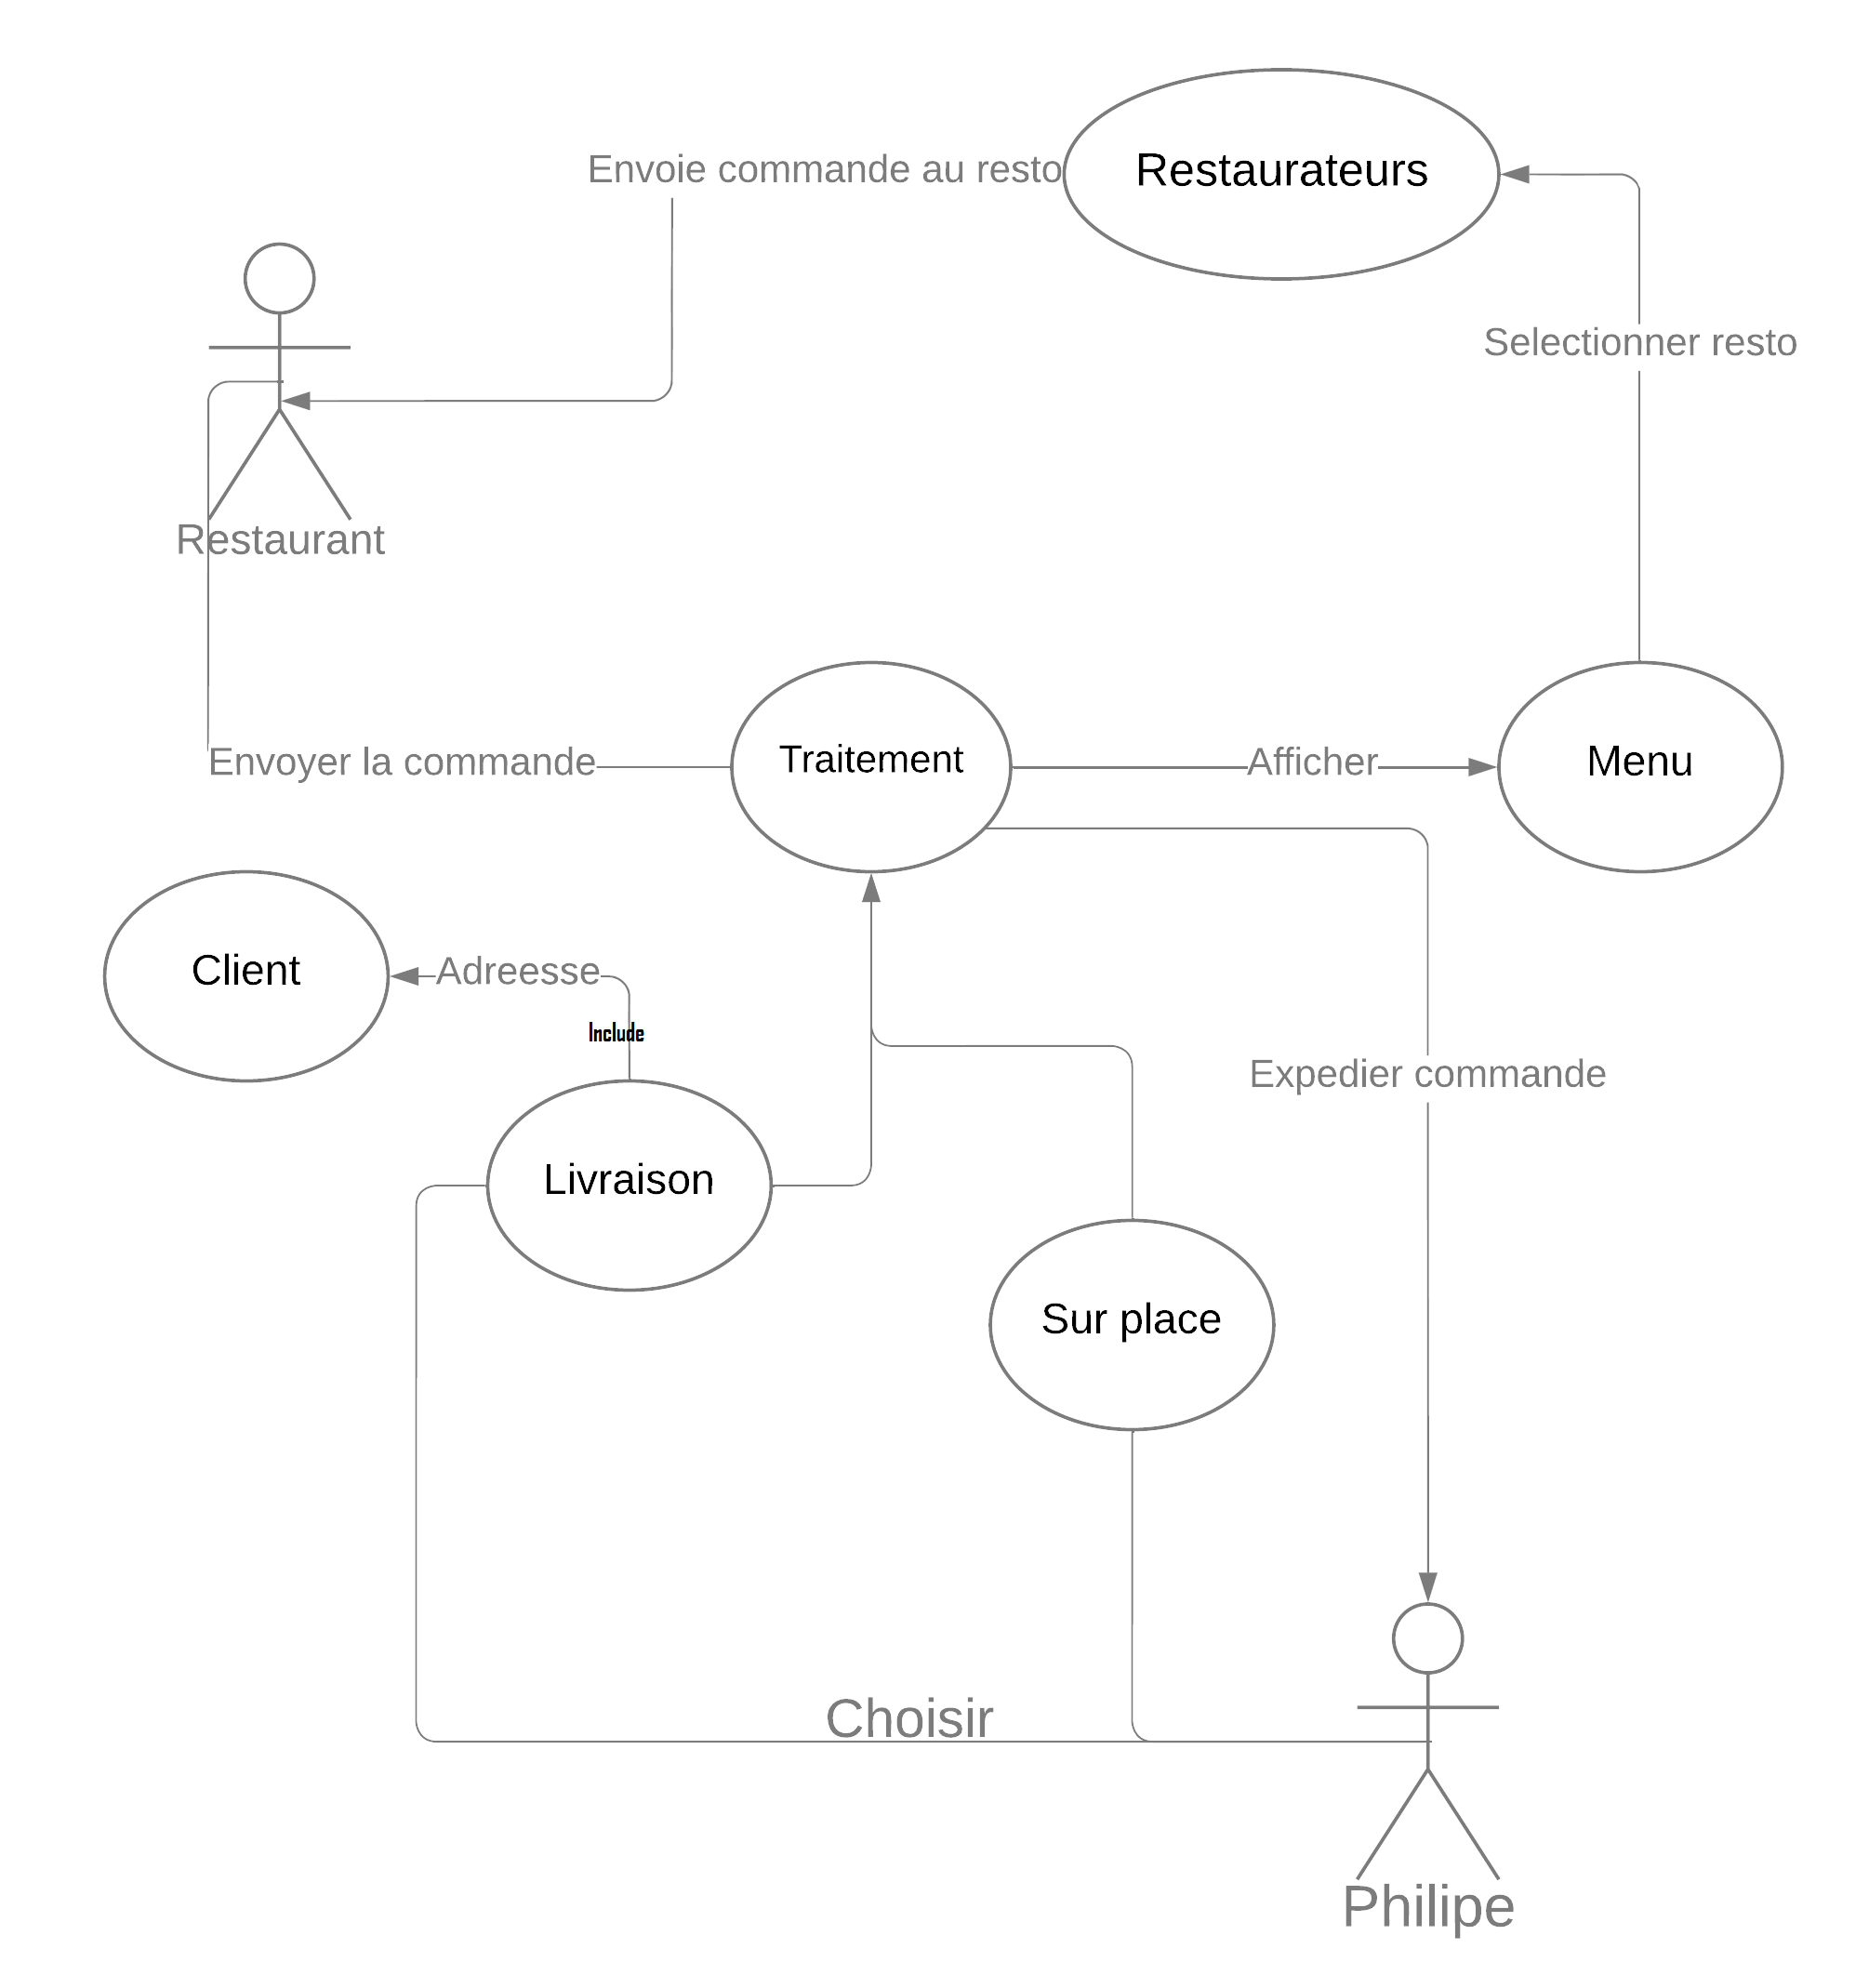 Envoie commande au resto
Restaurateurs
Selectionner resto
Restaurant
Envoyer la commande
Traitement
Afficher
Menu
Client
Adreesse
Include
Expedier commande
Livraison
Sur place
Choisir
Philipe